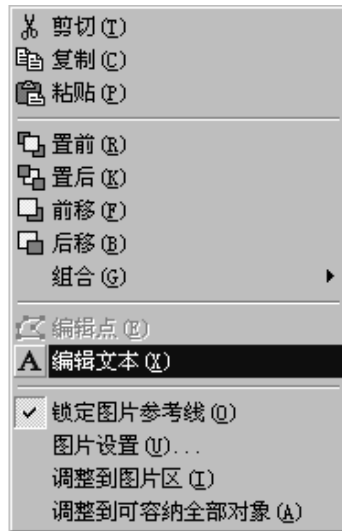 剪切(T)
复制(C)
粘贴(P)
置前(R)
置后(K)
前移(F)
后移(B)
组合(G)
编辑点(E)
A 编辑文本(X)
锁定图片参考线(O)
图片设置(U)...
调整到图片区(I)
调整到可容纳全部对象(A)